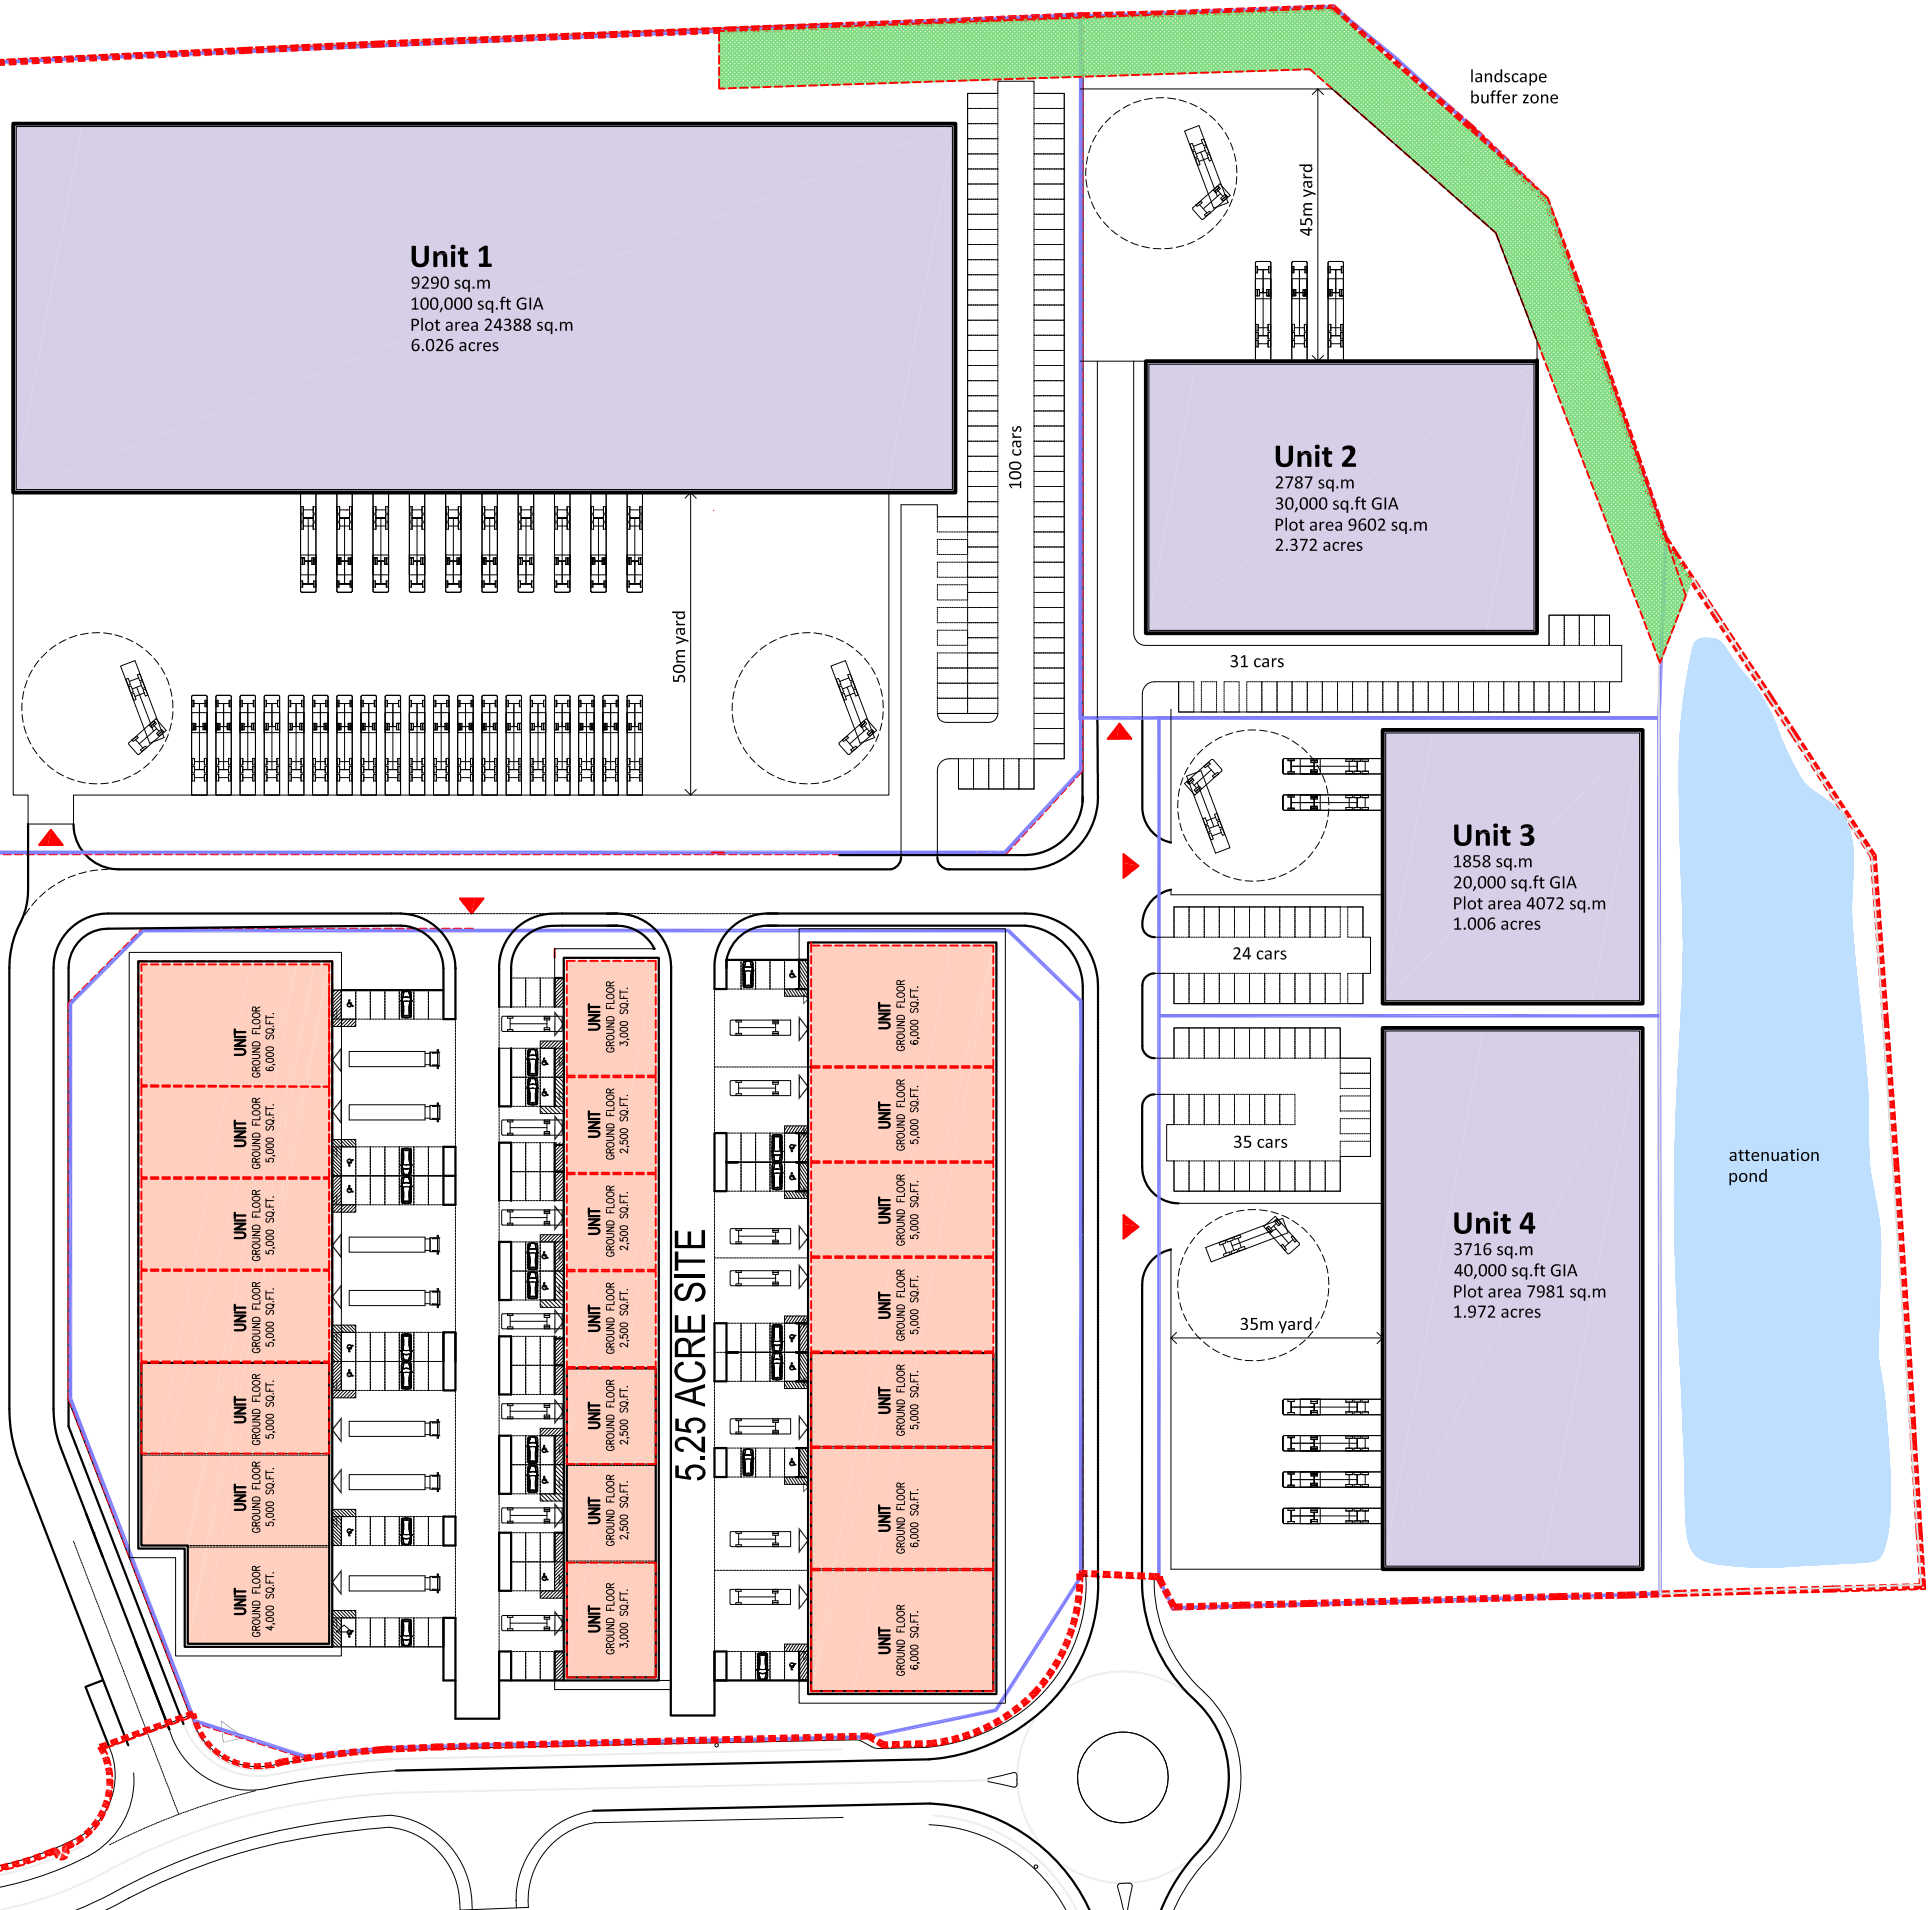 landscape
buffer zone
Unit 1
9290 sq.m
100,000 sq.ft GIA
Plot area 24388 sq.m
6.026 acres
45m yard
100 cars
Unit 2
2787 sq.m
30,000 sq.ft GIA
Plot area 9602 sq.m
2.372 acres
50m yard
31 cars
Unit 3
1858 sq.m
20,000 sq.ft GIA
Plot area 4072 sq.m
1.006 acres
24 cars
35 cars
attenuation
pond
Unit 4
3716 sq.m
40,000 sq.ft GIA
Plot area 7981 sq.m
1.972 acres
35m yard
UNIT
GROUND FLOOR
6,000 SQ.FT.
UNIT
GROUND FLOOR
5,000 SQ.FT.
UNIT
GROUND FLOOR
5,000 SQ.FT.
UNIT
GROUND FLOOR
5,000 SQ.FT.
UNIT
GROUND FLOOR
5,000 SQ.FT.
UNIT
GROUND FLOOR
5,000 SQ.FT.
UNIT
GROUND FLOOR
4,000 SQ.FT.
UNIT
GROUND FLOOR
3,000 SQ.FT.
UNIT
GROUND FLOOR
2,500 SQ.FT.
UNIT
GROUND FLOOR
2,500 SQ.FT.
UNIT
GROUND FLOOR
2,500 SQ.FT.
UNIT
GROUND FLOOR
2,500 SQ.FT.
UNIT
GROUND FLOOR
2,500 SQ.FT.
UNIT
GROUND FLOOR
3,000 SQ.FT.
5.25 ACRE SITE
UNIT
GROUND FLOOR
6,000 SQ.FT.
UNIT
GROUND FLOOR
5,000 SQ.FT.
UNIT
GROUND FLOOR
5,000 SQ.FT.
UNIT
GROUND FLOOR
5,000 SQ.FT.
UNIT
GROUND FLOOR
5,000 SQ.FT.
UNIT
GROUND FLOOR
6,000 SQ.FT.
UNIT
GROUND FLOOR
6,000 SQ.FT.